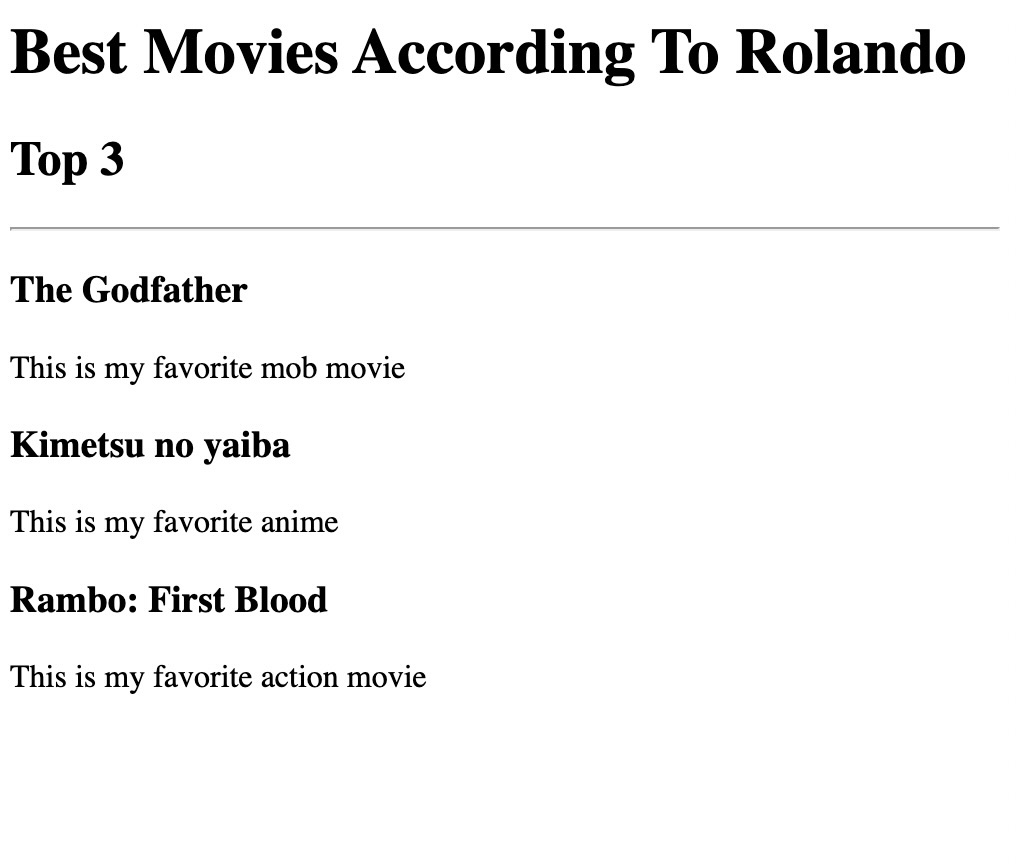 Best Movies According To Rolando
Top 3
The Godfather
This is my favorite mob movie
Kimetsu no yaiba
This is my favorite anime
Rambo: First Blood
This is my favorite action movie